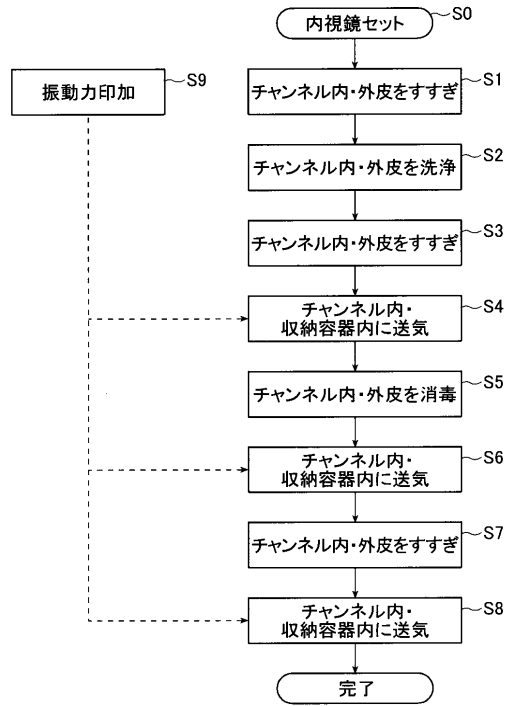 内視鏡セット
S0
振動力印加
S9
チャンネル内・外皮をすすぎ
S1
チャンネル内・外皮を洗浄
S2
チャンネル内・外皮をすすぎ
S3
チャンネル内・
収納容器内に送気
S4
チャンネル内・外皮を消毒
S5
チャンネル内・
収納容器内に送気
S6
チャンネル内・外皮をすすぎ
S7
チャンネル内・
収納容器内に送気
S8
完了